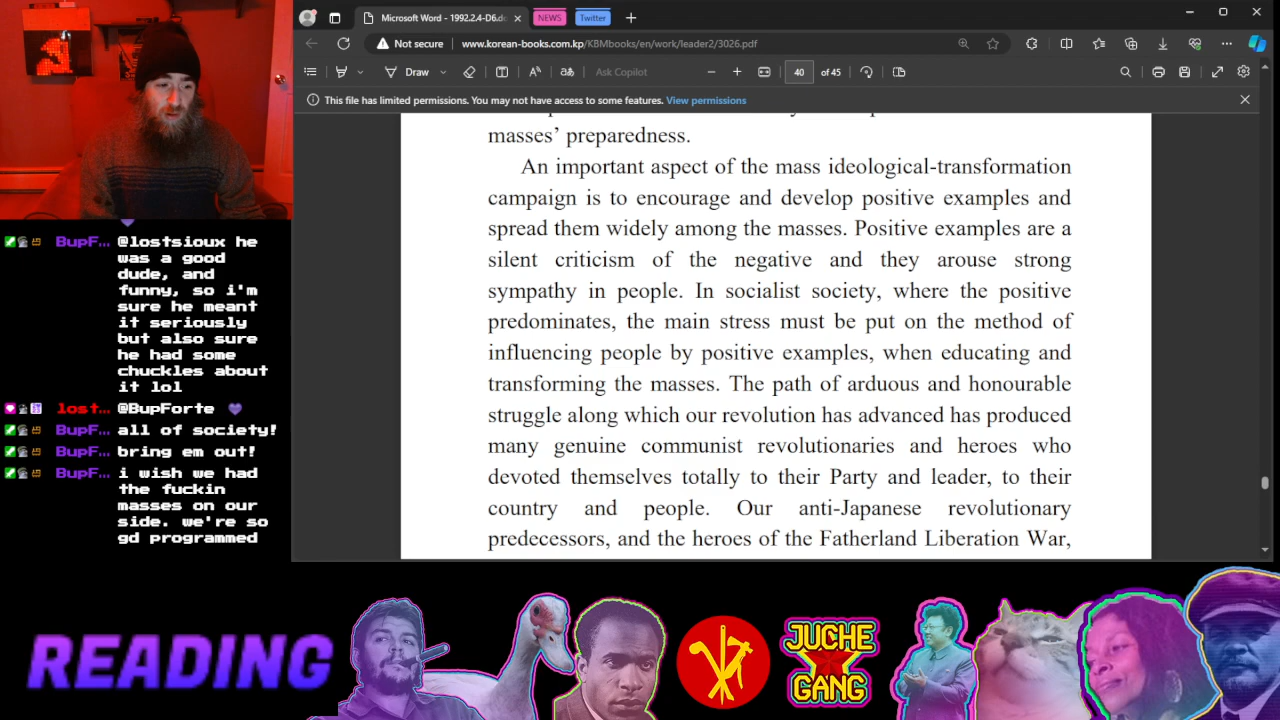 Microsoft Word - 1992.2.4-D6.do
NEWS
Twitter
Not secure
www.korean-books.com.kp/KBMbooks/en/work/leader2/3026.pdf
Draw
Ask Copilot
40
of 45
This file has limited permissions. You may not have access to some features. View permissions
masses' preparedness.
An important aspect of the mass ideological-transformation
campaign is to encourage and develop positive examples and
spread them widely among the masses. Positive examples are a
silent criticism of the negative and they arouse strong
sympathy in people. In socialist society, where the positive
predominates, the main stress must be put on the method of
influencing people by positive examples, when educating and
transforming the masses. The path of arduous and honourable
struggle along which our revolution has advanced has produced
many genuine communist revolutionaries and heroes who
devoted themselves totally to their Party and leader, to their
country and people. Our anti-Japanese revolutionary
predecessors, and the heroes of the Fatherland Liberation War,
BupF... @lostsioux he
was a good
dude, and
funny, so i'm
sure he meant
it seriously
but also sure
he had some
chuckles about
it lol
lost... @BupForte
BupF... all of society!
BupF... bring em out!
BupF... i wish we had
the fuckin
masses on our
side. we're so
gd programmed
READING
JUCHE
GANG